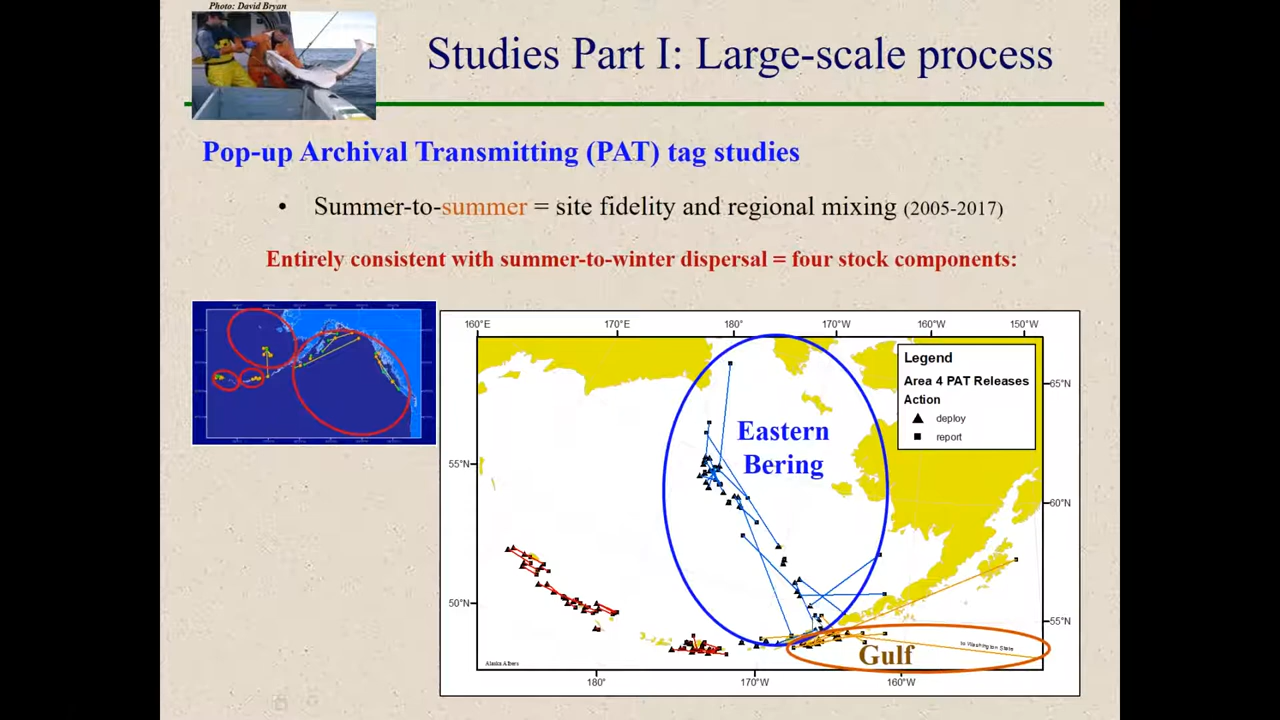 Photo: David Bryan
Studies Part I: Large-scale process
Pop-up Archival Transmitting (PAT) tag studies
• Summer-to-summer = site fidelity and regional mixing (2005-2017)
Entirely consistent with summer-to-winter dispersal = four stock components:
160°E 170°E 180° 170°W 160°W 150°W
Legend
Area 4 PAT Releases
Action
deploy
report
65°N
Eastern
Bering
55°N
60°N
50°N
55°N
to Washington State
Gulf
Alaska Albers
180° 170°W 160°W